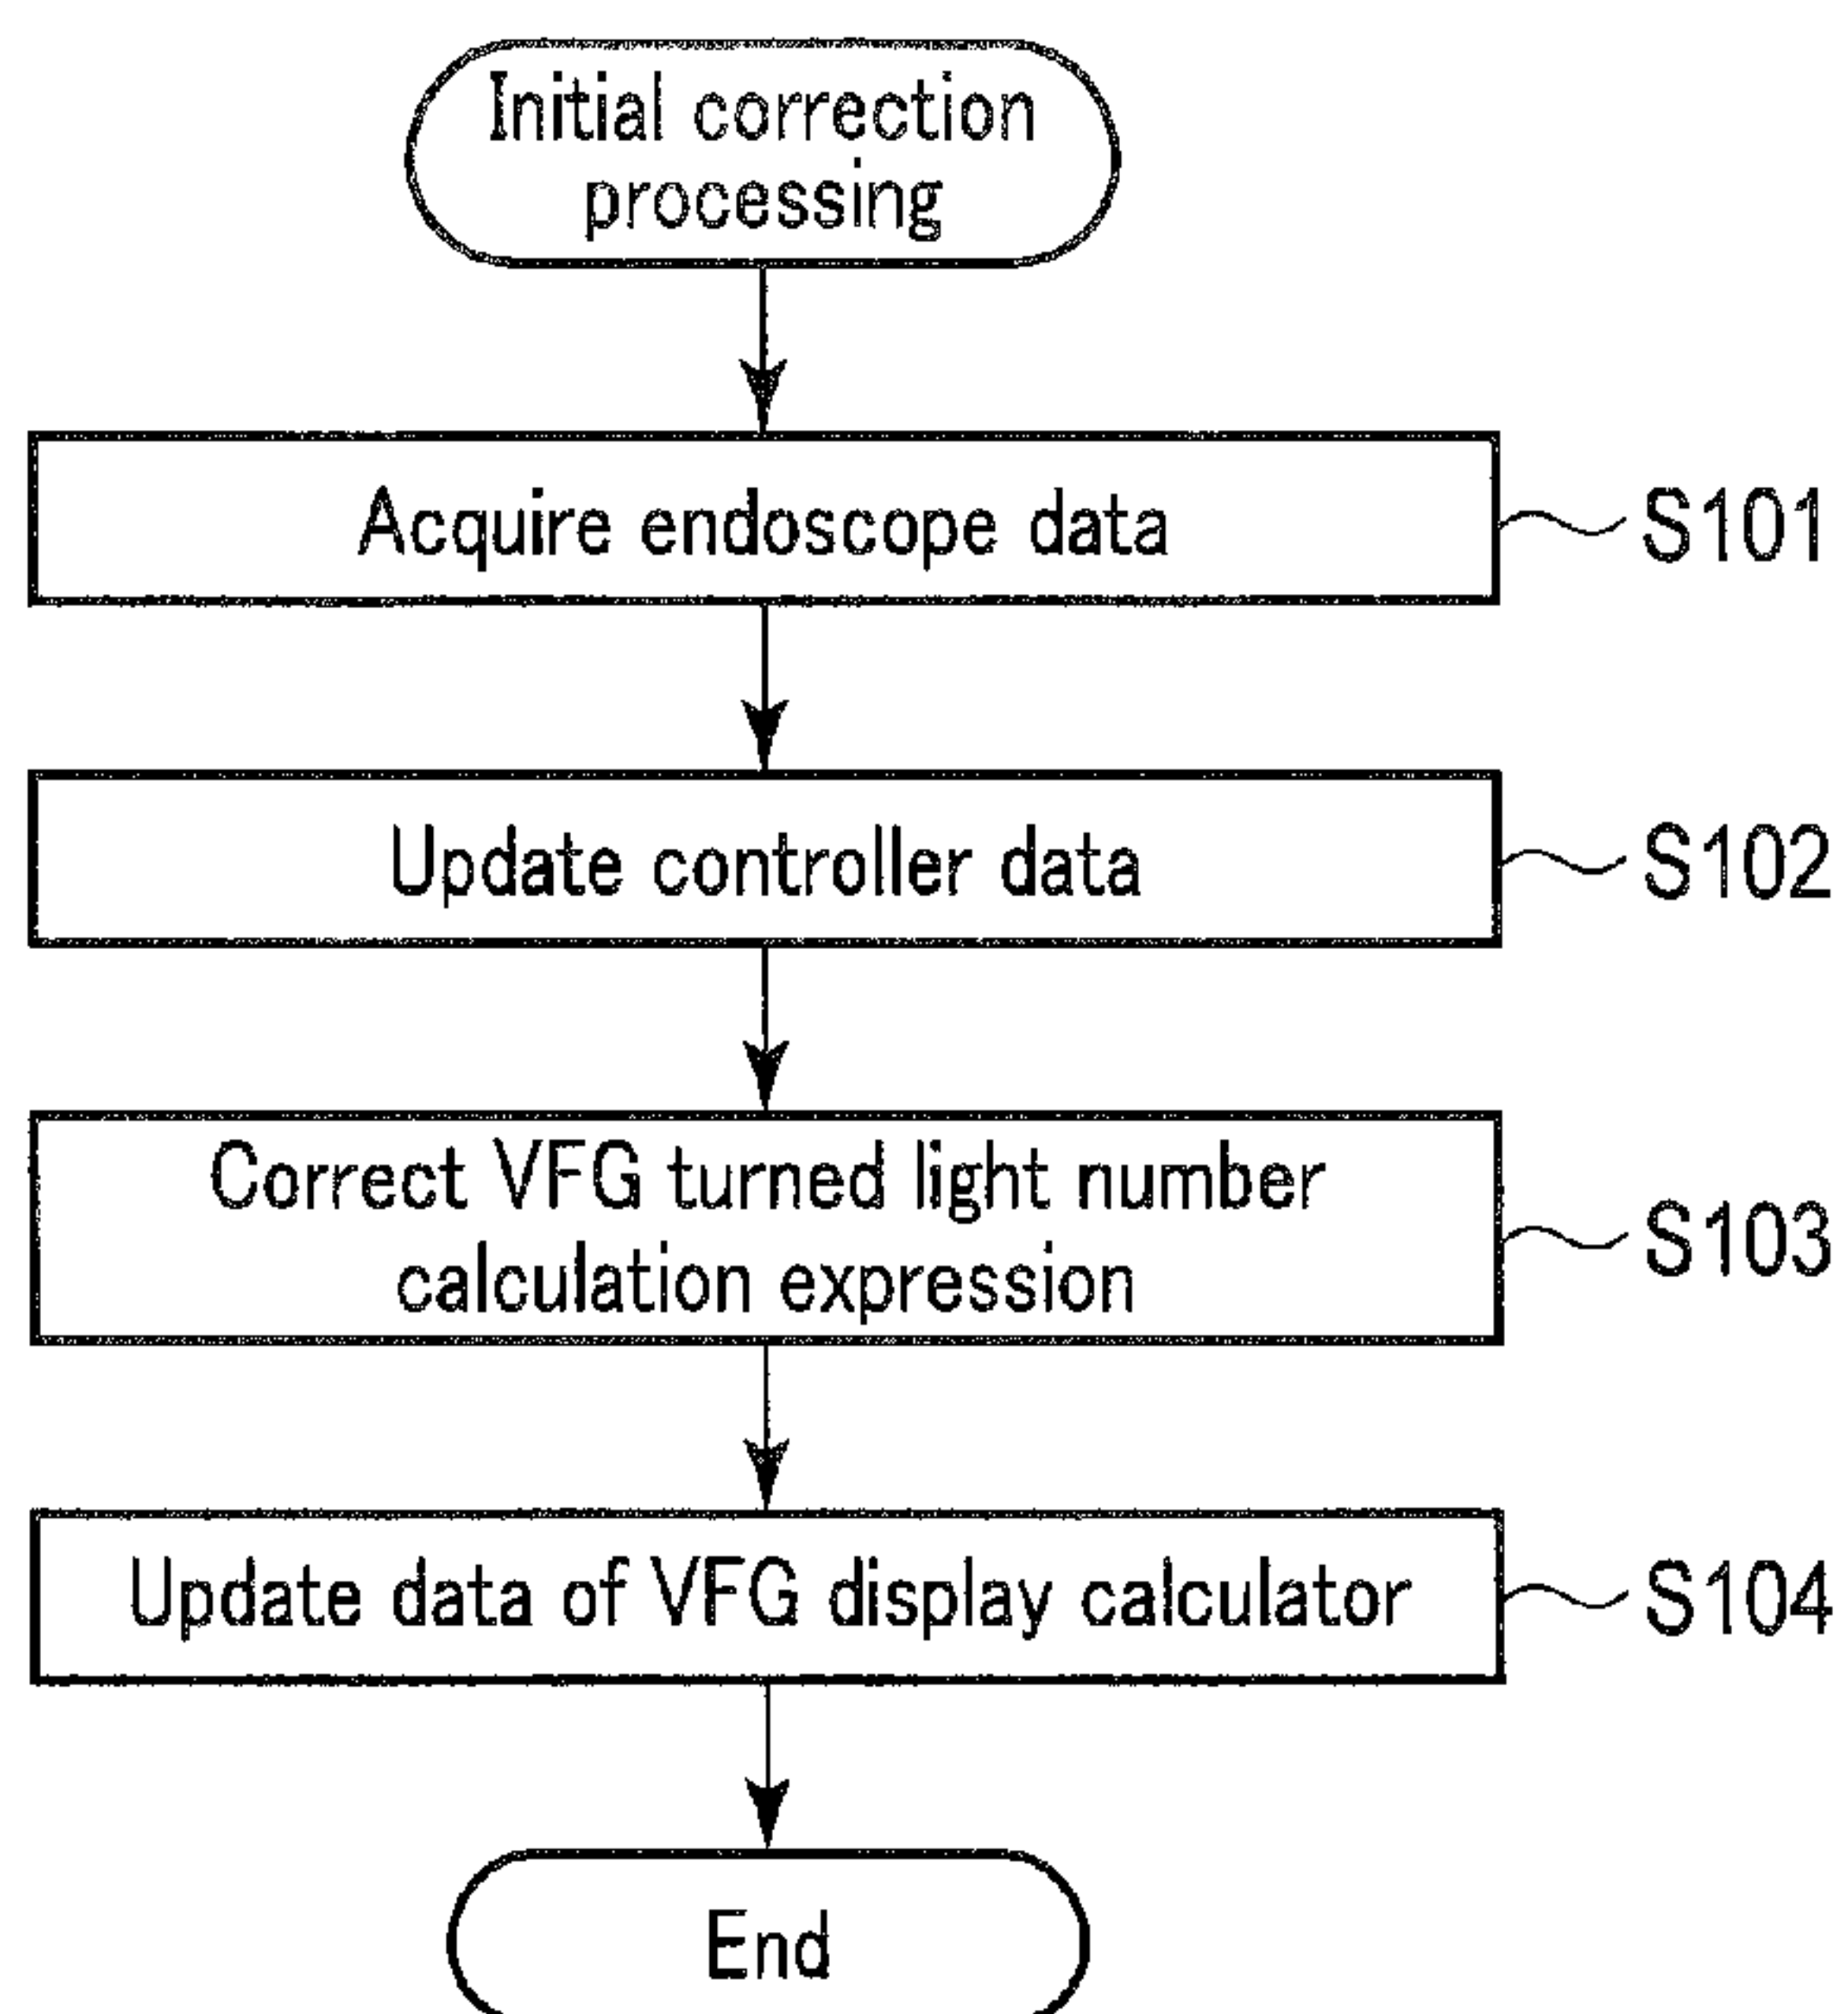 Initial correction
processing
Acquire endoscope data
S101
Update controller data
S102
Correct VFG turned light number
calculation expression
S103
Update data of VFG display calculator
S104
End